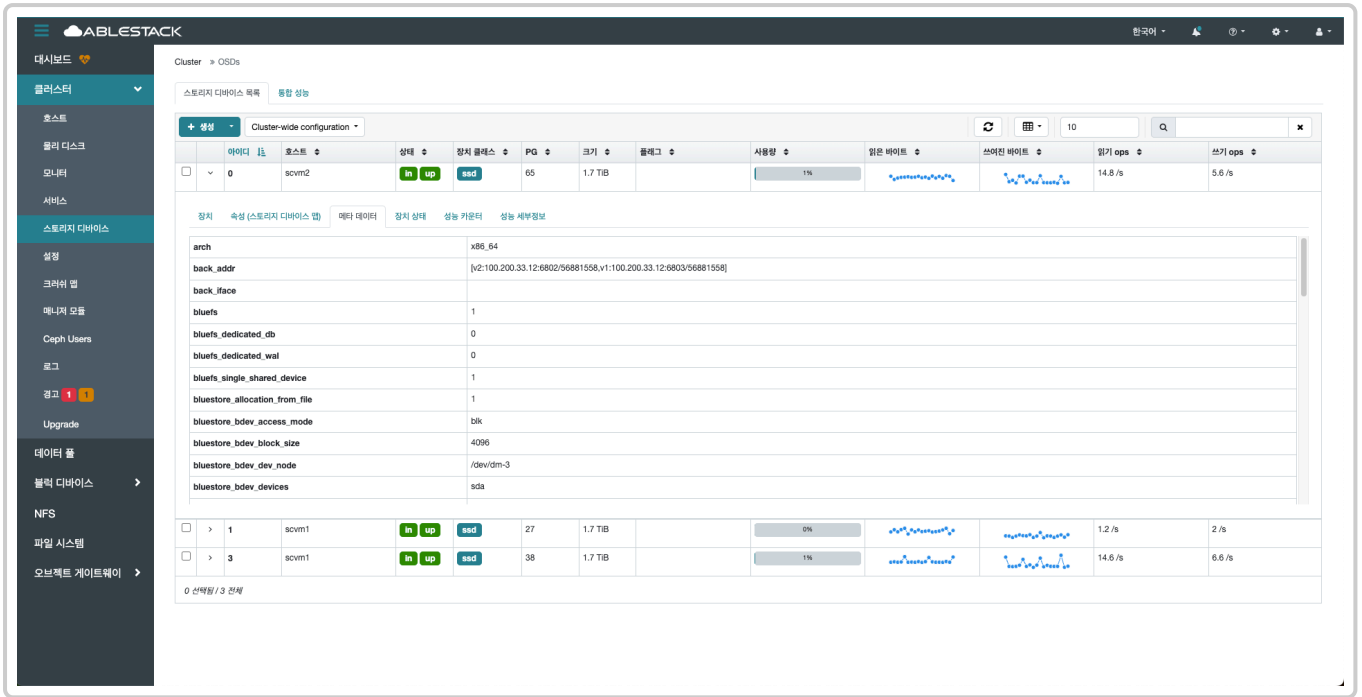 ABLESTACK
한국어
대시보드
클러스터
호스트
물리 디스크
모니터
서비스
스토리지 디바이스
설정
크러쉬 맵
매니저 모듈
Ceph Users
로그
경고 1 1
Upgrade
데이터 풀
블럭 디바이스
NFS
파일 시스템
오브젝트 게이트웨이
Cluster » OSDs
스토리지 디바이스 목록 통합 성능
+ 생성 Cluster-wide configuration 10
아이디 호스트 상태 장치 클래스 PG 크기 플래그 사용량 읽은 바이트 쓰여진 바이트 읽기 ops 쓰기 ops
0 scvm2 in up ssd 65 1.7 TiB 1% 14.8 /s 5.6 /s
장치 속성 (스토리지 디바이스 맵) 메타 데이터 장치 상태 성능 카운터 성능 세부정보
arch x86_64
back_addr [v2:100.200.33.12:6802/56881558,v1:100.200.33.12:6803/56881558]
back_iface
bluefs 1
bluefs_dedicated_db 0
bluefs_dedicated_wal 0
bluefs_single_shared_device 1
bluestore_allocation_from_file 1
bluestore_bdev_access_mode blk
bluestore_bdev_block_size 4096
bluestore_bdev_dev_node /dev/dm-3
bluestore_bdev_devices sda
1 scvm1 in up ssd 27 1.7 TiB 0% 1.2 /s 2 /s
3 scvm1 in up ssd 38 1.7 TiB 1% 14.6 /s 6.6 /s
0 선택됨 / 3 전체